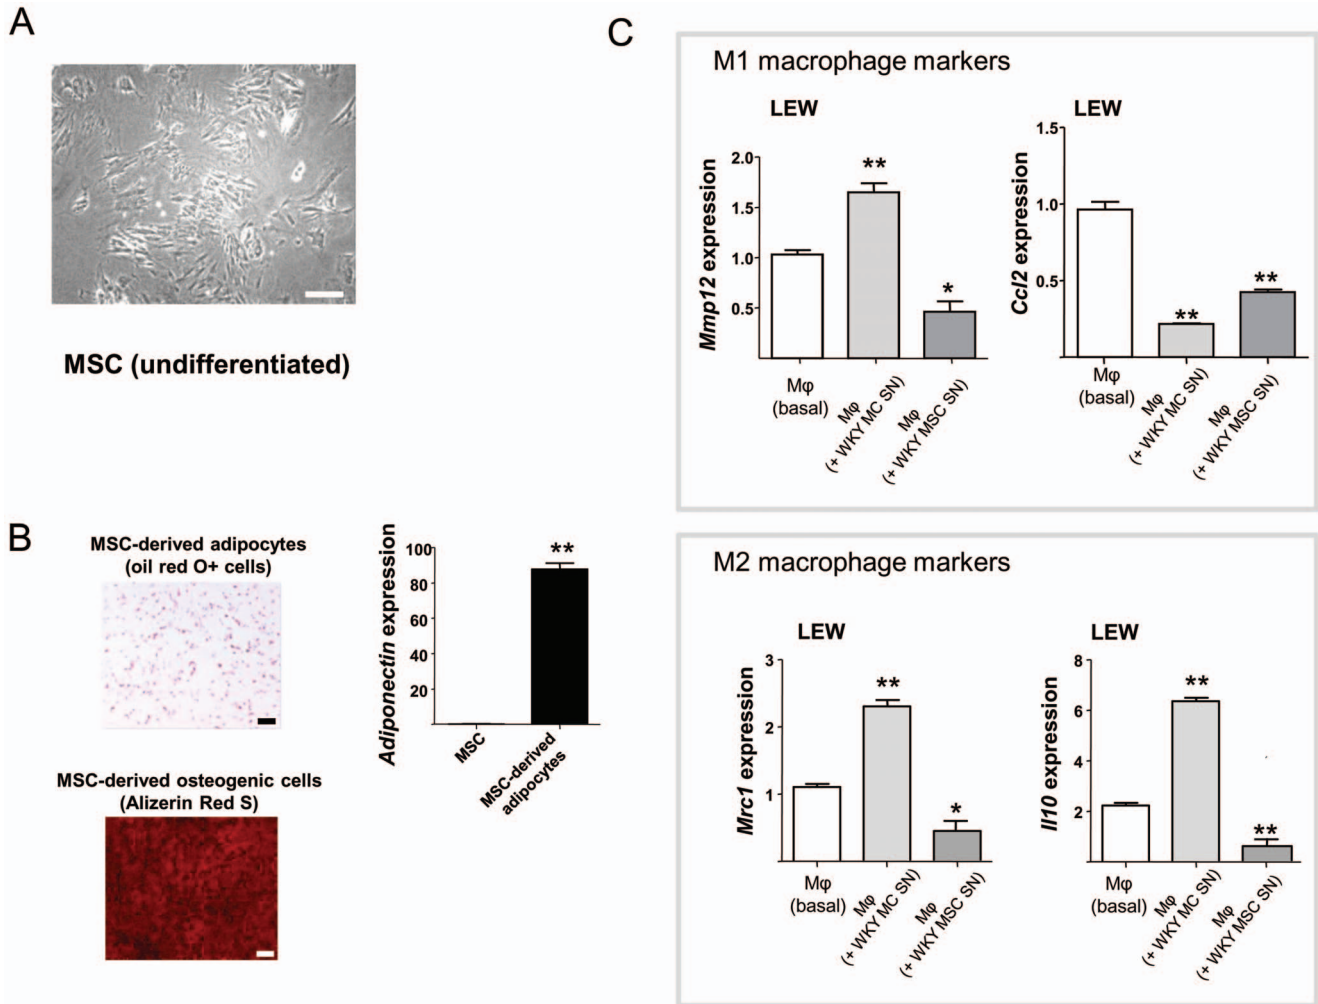 A
MSC (undifferentiated)
B
MSC-derived adipocytes
(oil red O+ cells)
MSC-derived osteogenic cells
(Alizerin Red S)
Adiponectin expression
100
80
60
40
20
**
MSC
MSC-derived
adipocytes
C
M1 macrophage markers
LEW
Mmp12 expression
2.0
1.5
1.0
0.5
**
*
Mφ
(basal)
Mφ
(+ WKY MC SN)
Mφ
(+ WKY MSC SN)
LEW
Ccl2 expression
1.5
1.0
0.5
**
**
Mφ
(basal)
Mφ
(+ WKY MC SN)
Mφ
(+ WKY MSC SN)
M2 macrophage markers
LEW
Mrc1 expression
3
2
1
**
*
Mφ
(basal)
Mφ
(+ WKY MC SN)
Mφ
(+ WKY MSC SN)
LEW
Il10 expression
8
6
4
2
**
**
Mφ
(basal)
Mφ
(+ WKY MC SN)
Mφ
(+ WKY MSC SN)